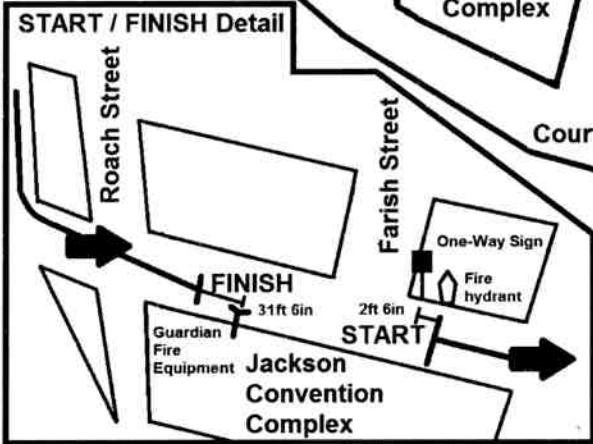 Complex
START / FINISH Detail
Roach Street
Farish Street
Cour
One-Way Sign
Fire
hydrant
FINISH
31ft 6in
2ft 6in
START
Guardian
Fire
Equipment
Jackson
Convention
Complex